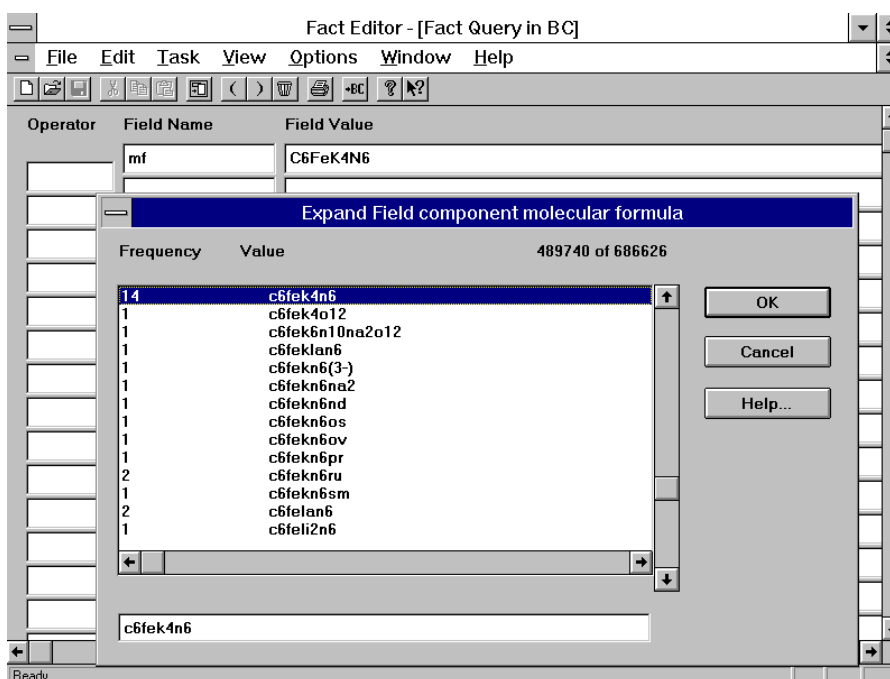 Fact Editor - [Fact Query in BC]
File Edit Task View Options Window Help
( ) +BC ? ?
Operator Field Name Field Value
mf C6FeK4N6
Expand Field component molecular formula
Frequency Value 489740 of 686626
14 c6fek4n6
1 c6fek4o12
1 c6fek6n10na2o12
1 c6feklan6
1 c6fekn6(3-)
1 c6fekn6na2
1 c6fekn6nd
1 c6fekn6os
1 c6fekn6ov
1 c6fekn6pr
2 c6fekn6ru
1 c6fekn6sm
2 c6felan6
1 c6feli2n6
OK
Cancel
Help...
c6fek4n6
Ready